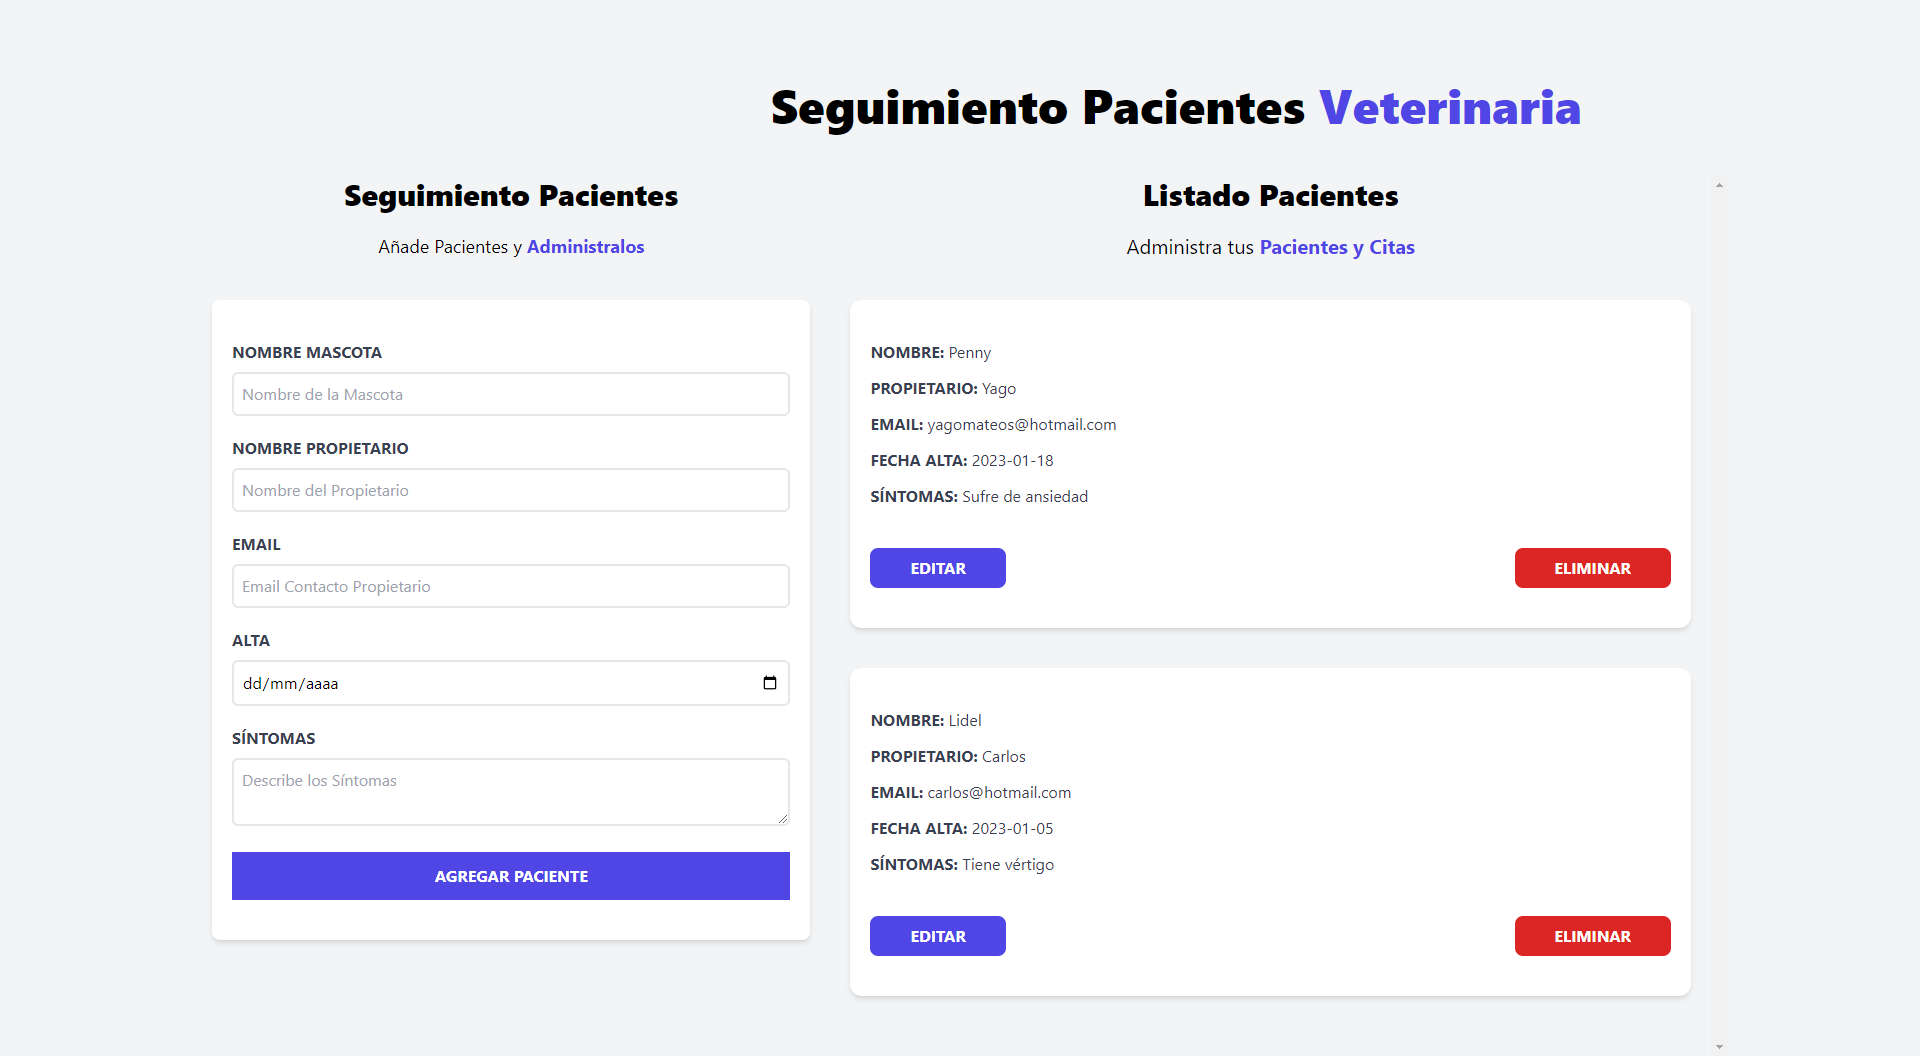 Seguimiento Pacientes Veterinaria
Seguimiento Pacientes
Añade Pacientes y Administralos
NOMBRE MASCOTA
Nombre de la Mascota
NOMBRE PROPIETARIO
Nombre del Propietario
EMAIL
Email Contacto Propietario
ALTA
dd/mm/aaaa
SÍNTOMAS
Describe los Síntomas
AGREGAR PACIENTE
Listado Pacientes
Administra tus Pacientes y Citas
NOMBRE: Penny
PROPIETARIO: Yago
EMAIL: yagomateos@hotmail.com
FECHA ALTA: 2023-01-18
SÍNTOMAS: Sufre de ansiedad
EDITAR ELIMINAR
NOMBRE: Lidel
PROPIETARIO: Carlos
EMAIL: carlos@hotmail.com
FECHA ALTA: 2023-01-05
SÍNTOMAS: Tiene vértigo
EDITAR ELIMINAR